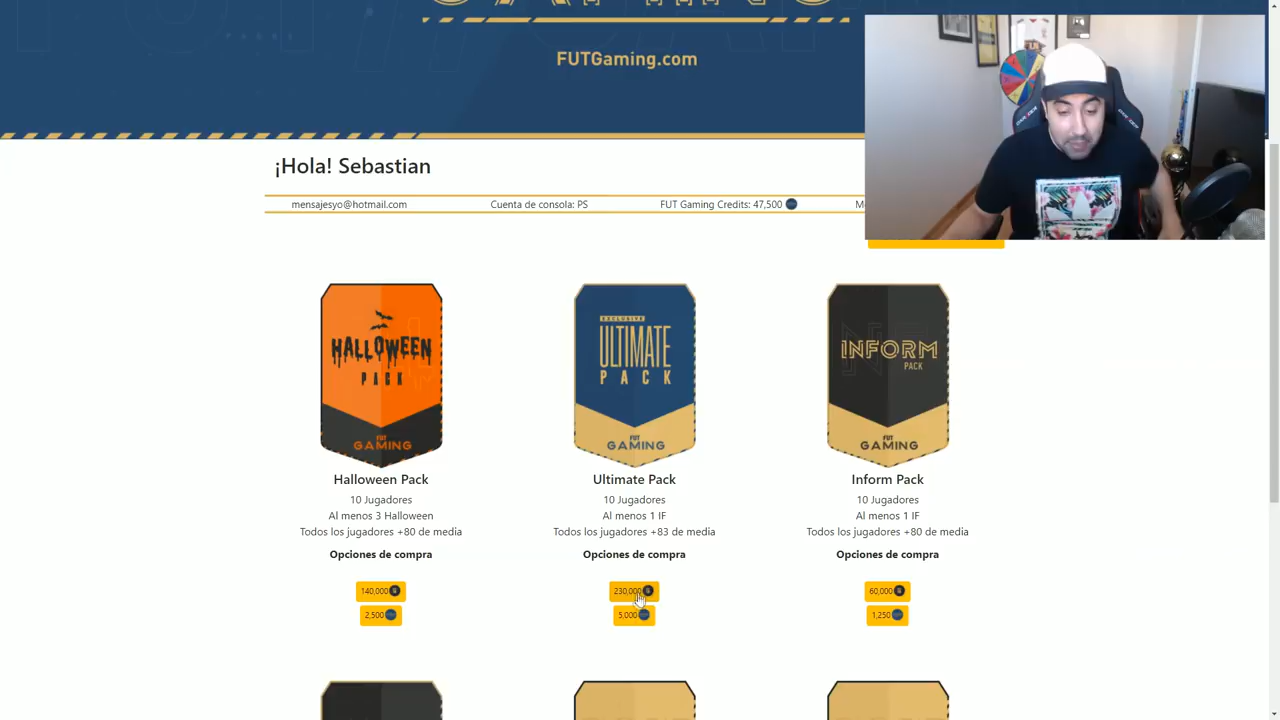 FUTGaming.com
¡Hola! Sebastian
mensajesyo@hotmail.com
Cuenta de consola: PS
FUT Gaming Credits: 47,500
HALLOWEEN
PACK
FUT
GAMING
EXCLUSIVE
ULTIMATE
PACK
FUT
GAMING
INFORM
PACK
FUT
GAMING
Halloween Pack
10 Jugadores
Al menos 3 Halloween
Todos los jugadores +80 de media
Opciones de compra
140,000
2,500
Ultimate Pack
10 Jugadores
Al menos 1 IF
Todos los jugadores +83 de media
Opciones de compra
230,000
5,000
Inform Pack
10 Jugadores
Al menos 1 IF
Todos los jugadores +80 de media
Opciones de compra
60,000
1,250